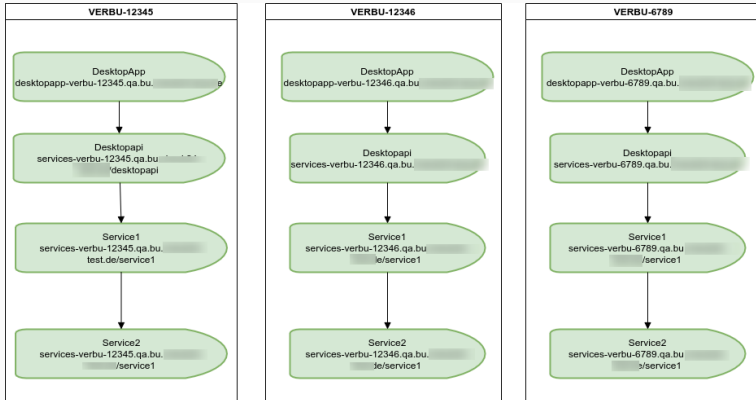 VERBU-12345
DesktopApp
desktopapp-verbu-12345.qa.bu.
Desktopapi
services-verbu-12345.qa.bu
/desktopapi
Service1
services-verbu-12345.qa.bu.
test.de/service1
Service2
services-verbu-12345.qa.bu.
/service1
VERBU-12346
DesktopApp
desktopapp-verbu-12346.qa.bu
Desktopapi
services-verbu-12346.qa.bu.
Service1
services-verbu-12346.qa.bu
/service1
Service2
services-verbu-12346.qa.bu.
/service1
VERBU-6789
DesktopApp
desktopapp-verbu-6789.qa.bu.
Desktopapi
services-verbu-6789.qa.bu.
Service1
services-verbu-6789.qa.bu
/service1
Service2
services-verbu-6789.qa.bu
/service1